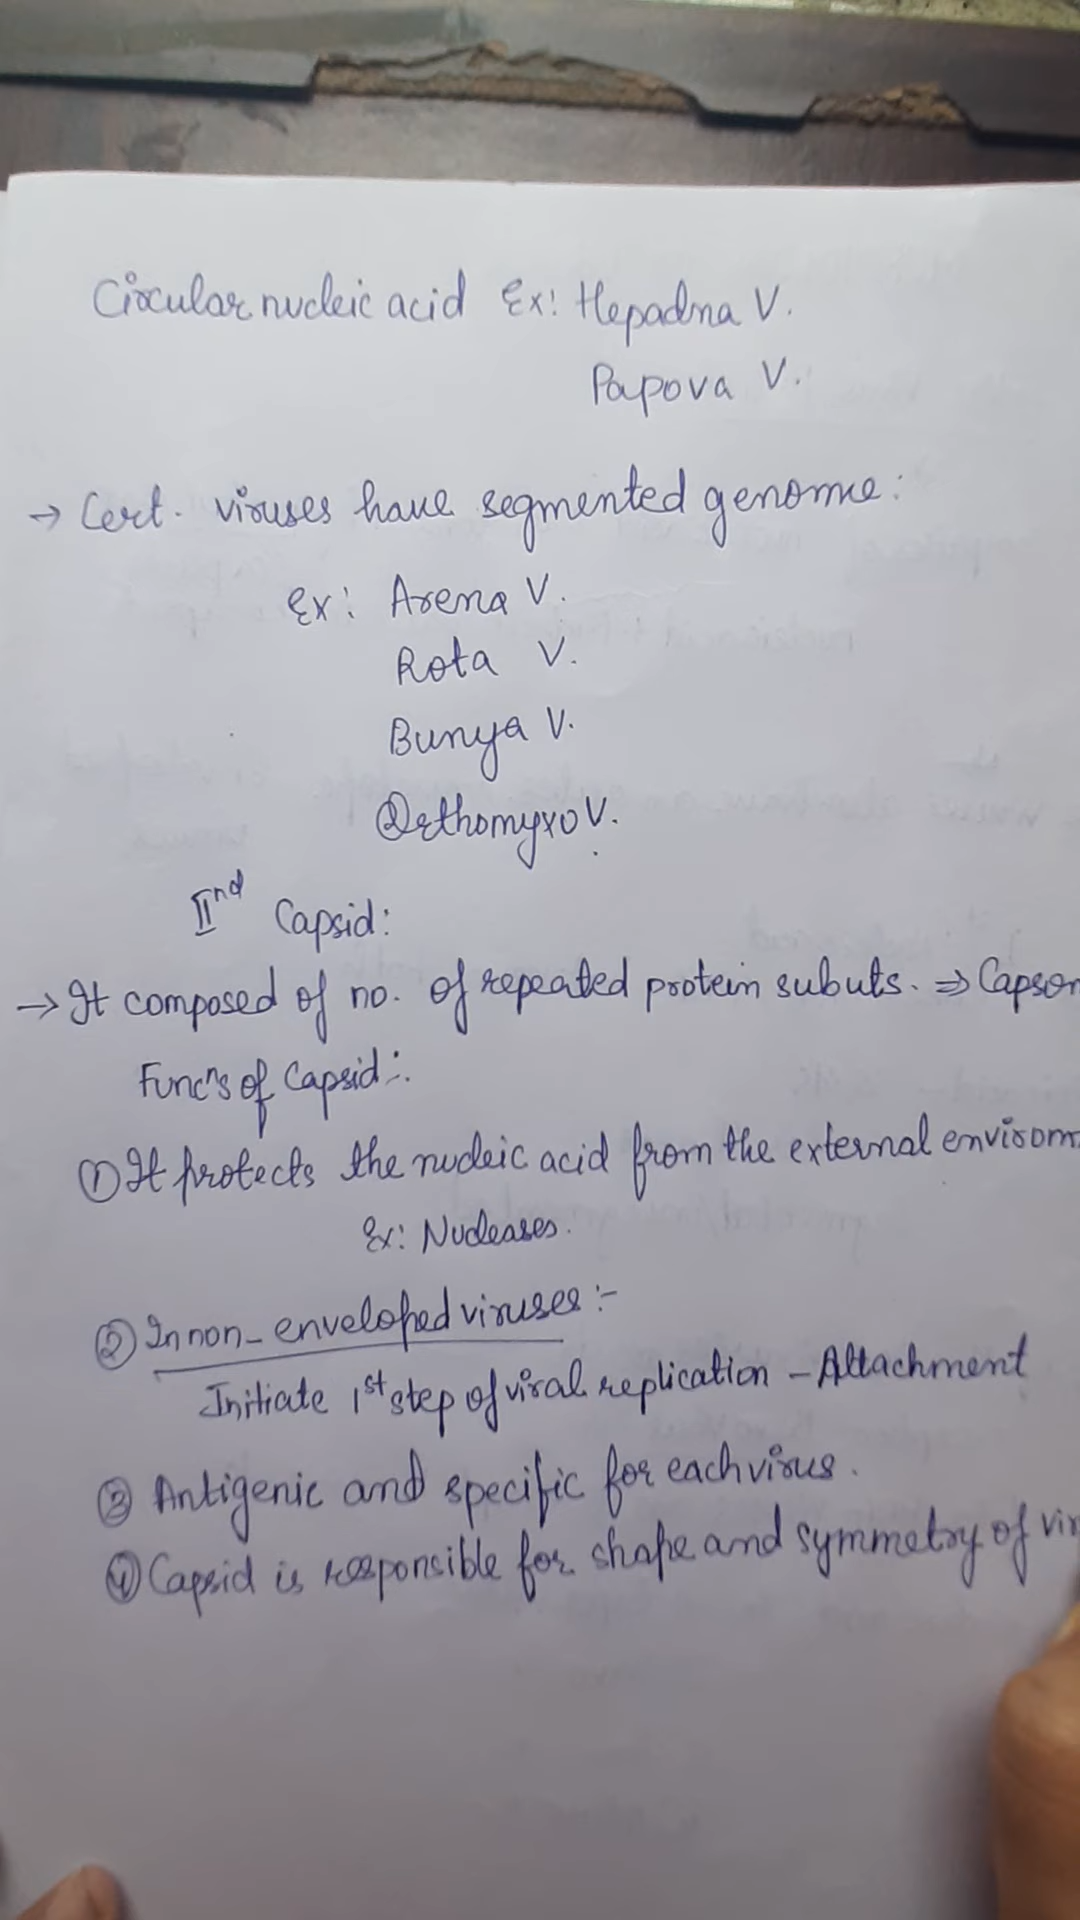 Circular nucleic acid Ex: Hepadna V.
Papova V.
→ Cert. viruses have segmented genome:
Ex: Arena V.
Rota V.
Bunya V.
Orthomyxo V.
IInd Capsid:
→ It composed of no. of repeated protein subuts. ⇒ Capsom
Func's of Capsid:.
① It protects the nucleic acid from the external environm
Ex: Nucleases.
② In non-enveloped viruses:-
Initiate 1st step of viral replication - Attachment
③ Antigenic and specific for each virus.
④ Capsid is responsible for shape and symmetry of vir